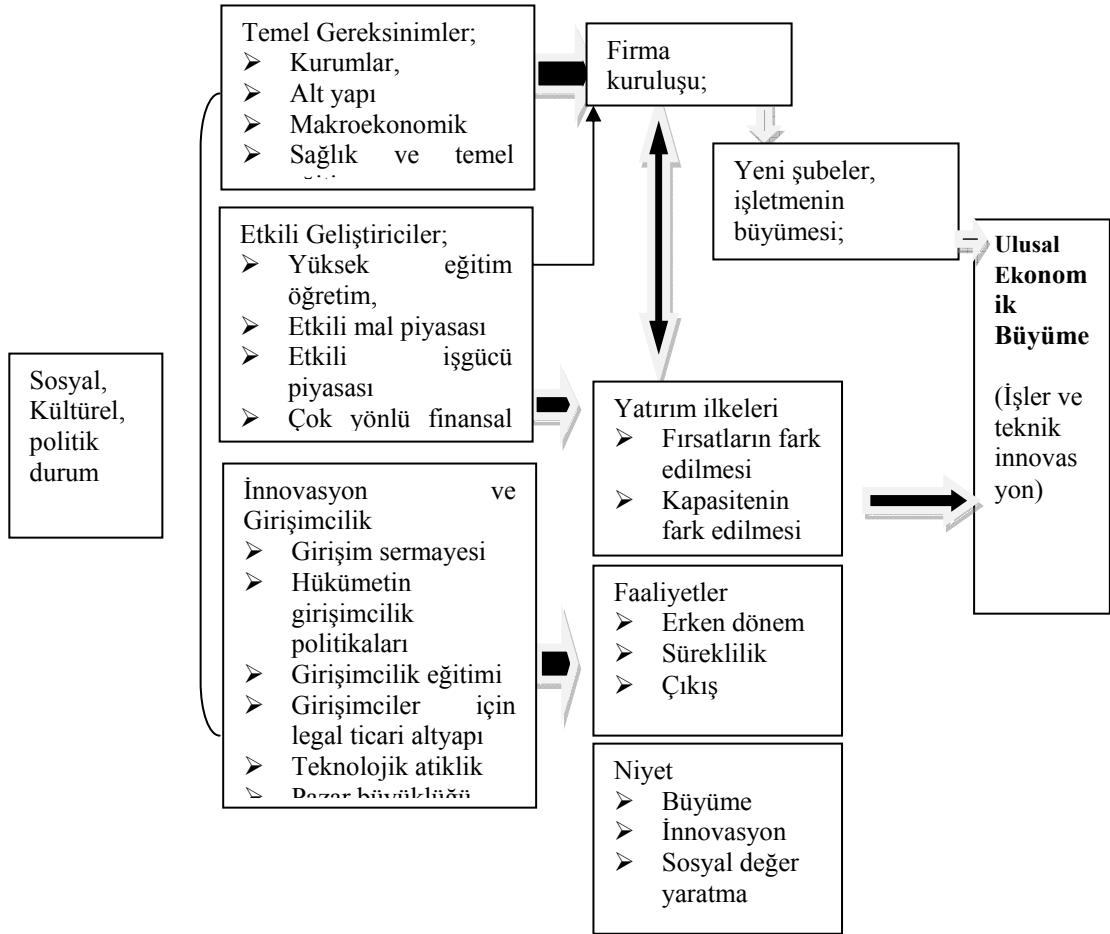 Temel Gereksinimler;
➢ Kurumlar,
➢ Alt yapı
➢ Makroekonomik
➢ Sağlık ve temel
Firma
kuruluşu;
Yeni şubeler,
işletmenin
büyümesi;
Etkili Geliştiriciler;
➢ Yüksek eğitim
öğretim,
➢ Etkili mal piyasası
➢ Etkili işgücü
piyasası
➢ Çok yönlü finansal
Ulusal
Ekonom
ik
Büyüme
(İşler ve
teknik
innovas
yon)
Sosyal,
Kültürel,
politik
durum
Yatırım ilkeleri
➢ Fırsatların fark
edilmesi
➢ Kapasitenin
fark edilmesi
İnnovasyon ve
Girişimcilik
➢ Girişim sermayesi
➢ Hükümetin
girişimcilik
politikaları
➢ Girişimcilik eğitimi
➢ Girişimciler için
legal ticari altyapı
➢ Teknolojik atiklik
➢ Pazar büyüklüğü
Faaliyetler
➢ Erken dönem
➢ Süreklilik
➢ Çıkış
Niyet
➢ Büyüme
➢ İnnovasyon
➢ Sosyal değer
yaratma